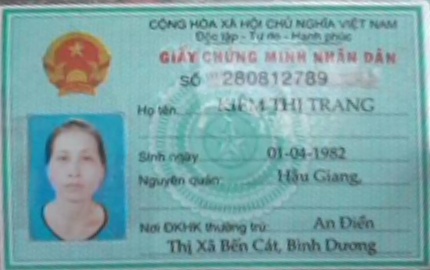 CỘNG HÒA XÃ HỘI CHỦ NGHĨA VIỆT NAM
Độc lập - Tự do - Hạnh phúc
GIẤY CHỨNG MINH NHÂN DÂN
SỐ 280812789
Họ tên: KIÊM THỊ TRANG
Sinh ngày 01-04-1982
Nguyên quán: Hậu Giang,
Nơi ĐKHK thường trú: An Điền
Thị Xã Bến Cát, Bình Dương